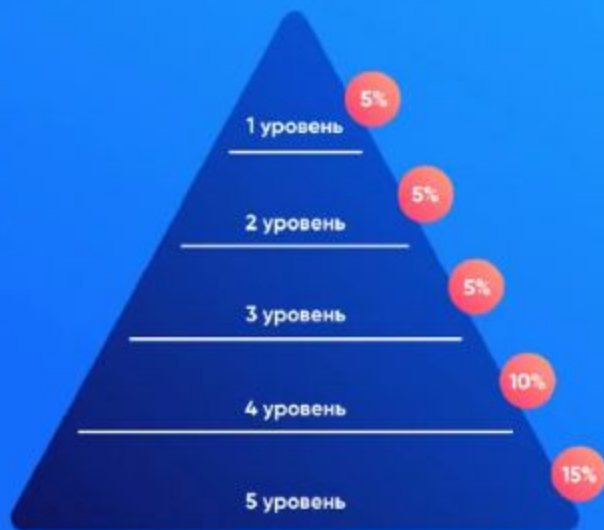 5%
1 уровень
5%
2 уровень
5%
3 уровень
10%
4 уровень
15%
5 уровень